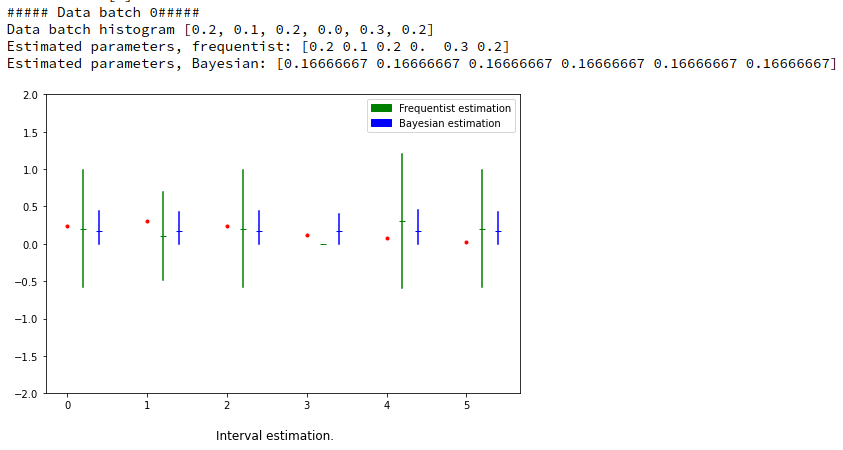 ##### Data batch 0#####
Data batch histogram [0.2, 0.1, 0.2, 0.0, 0.3, 0.2]
Estimated parameters, frequentist: [0.2 0.1 0.2 0.  0.3 0.2]
Estimated parameters, Bayesian: [0.16666667 0.16666667 0.16666667 0.16666667 0.16666667 0.16666667]
Frequentist estimation
Bayesian estimation
2.0
1.5
1.0
0.5
0.0
−0.5
−1.0
−1.5
−2.0
0 1 2 3 4 5
Interval estimation.